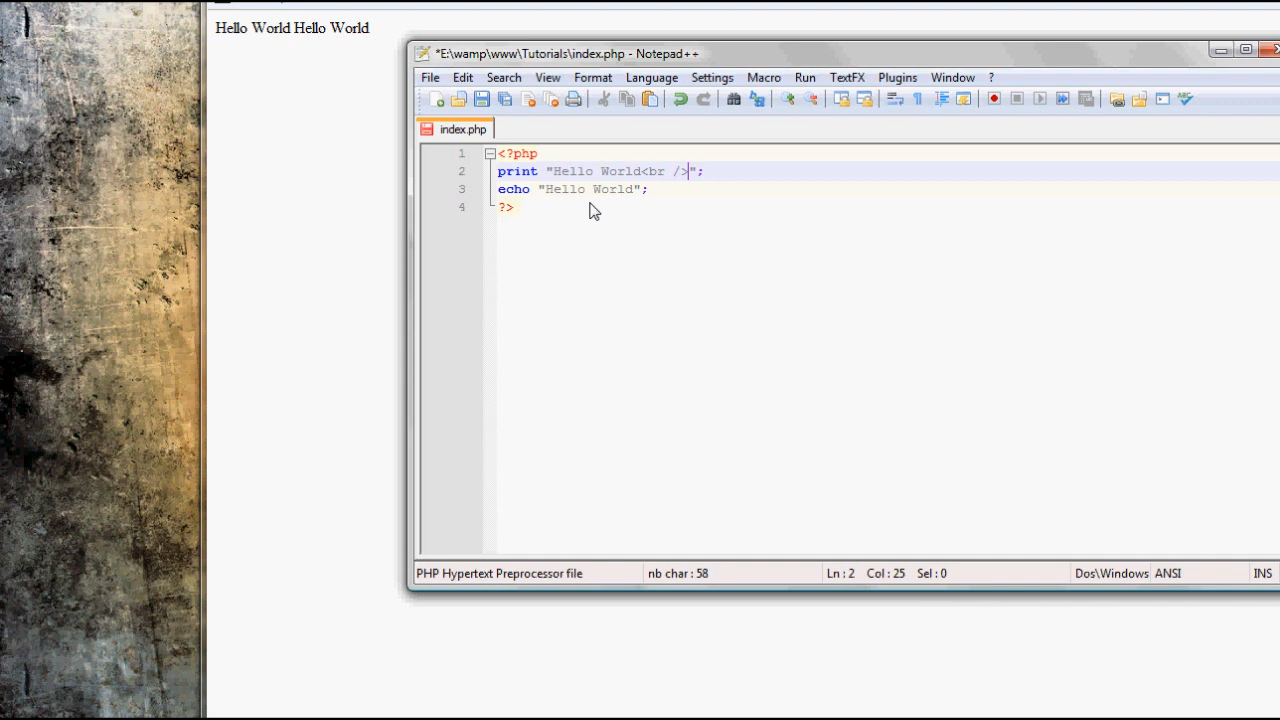 Hello World Hello World
*E:\wamp\www\Tutorials\index.php - Notepad++
File Edit Search View Format Language Settings Macro Run TextFX Plugins Window ?
index.php
1 <?php
2 print "Hello World<br />";
3 echo "Hello World";
4 ?>
PHP Hypertext Preprocessor file nb char : 58 Ln : 2 Col : 25 Sel : 0 Dos\Windows ANSI INS